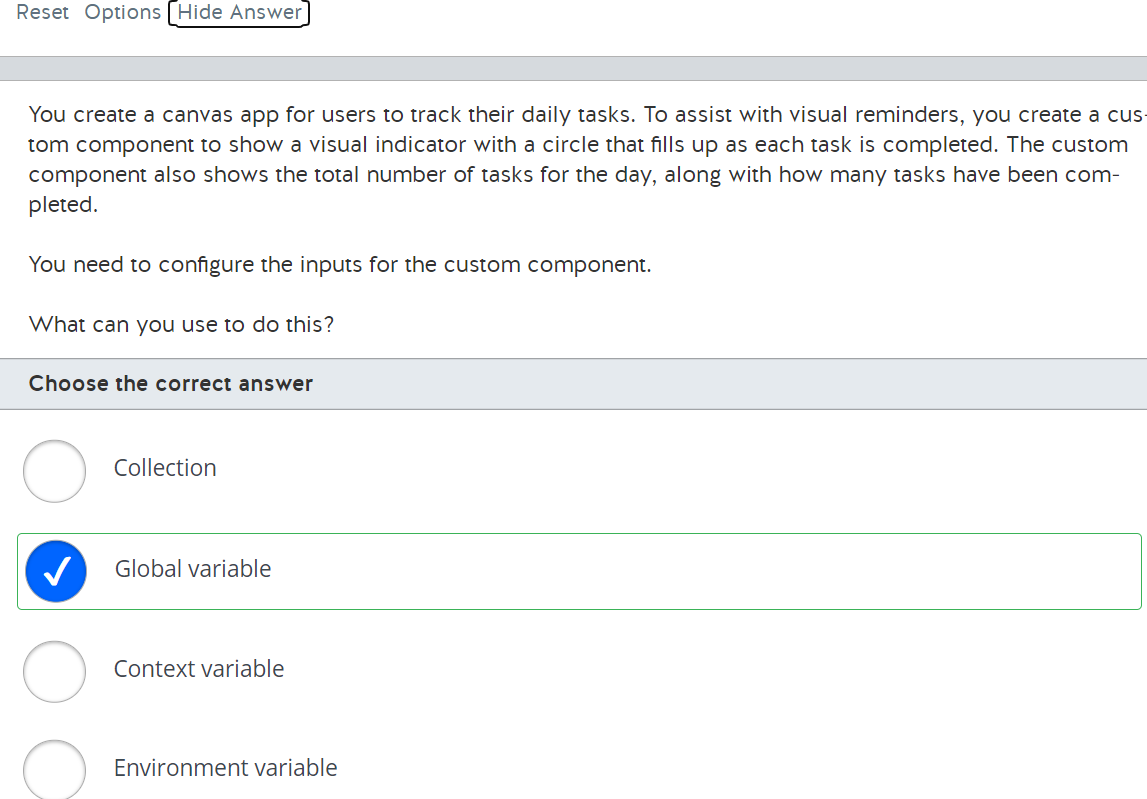 Reset Options Hide Answer
You create a canvas app for users to track their daily tasks. To assist with visual reminders, you create a cus-
tom component to show a visual indicator with a circle that fills up as each task is completed. The custom
component also shows the total number of tasks for the day, along with how many tasks have been com-
pleted.
You need to configure the inputs for the custom component.
What can you use to do this?
Choose the correct answer
Collection
Global variable
Context variable
Environment variable